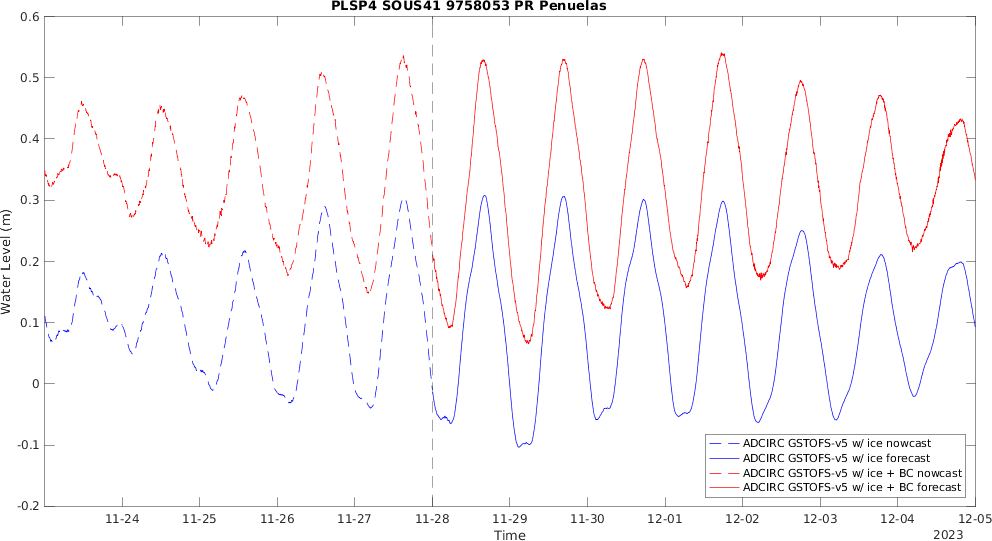 PLSP4 SOUS41 9758053 PR Penuelas
0.6
0.5
0.4
0.3
0.2
0.1
0
-0.1
-0.2
Water Level (m)
ADCIRC GSTOFS-v5 w/ ice nowcast
ADCIRC GSTOFS-v5 w/ ice forecast
ADCIRC GSTOFS-v5 w/ ice + BC nowcast
ADCIRC GSTOFS-v5 w/ ice + BC forecast
11-24 11-25 11-26 11-27 11-28 11-29 11-30 12-01 12-02 12-03 12-04 12-05
Time
2023